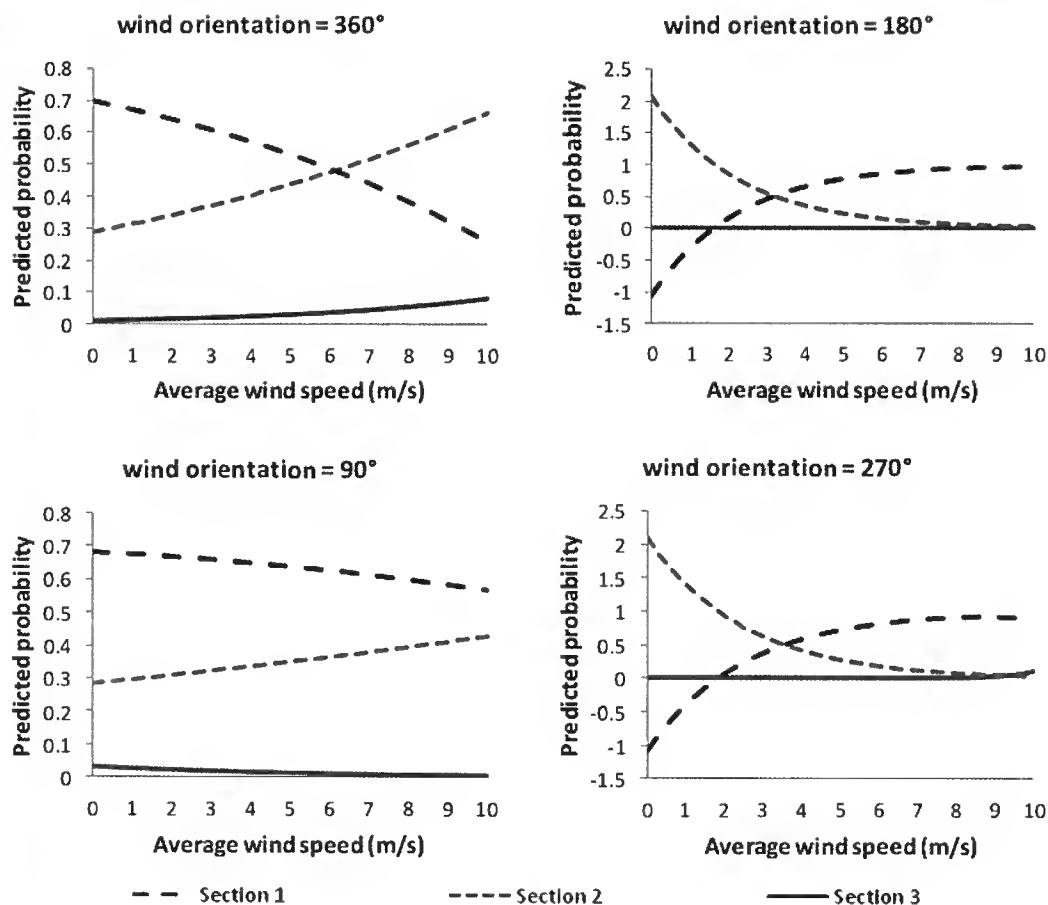 wind orientation = 360°
0.8
0.7
0.6
0.5
0.4
0.3
0.2
0.1
0
Predicted probability
0 1 2 3 4 5 6 7 8 9 10
Average wind speed (m/s)
wind orientation = 180°
2.5
2
1.5
1
0.5
0
-0.5
-1
-1.5
Predicted probability
0 1 2 3 4 5 6 7 8 9 10
Average wind speed (m/s)
wind orientation = 90°
0.8
0.7
0.6
0.5
0.4
0.3
0.2
0.1
0
Predicted probability
0 1 2 3 4 5 6 7 8 9 10
Average wind speed (m/s)
wind orientation = 270°
2.5
2
1.5
1
0.5
0
-0.5
-1
-1.5
Predicted probability
0 1 2 3 4 5 6 7 8 9 10
Average wind speed (m/s)
Section 1 Section 2 Section 3